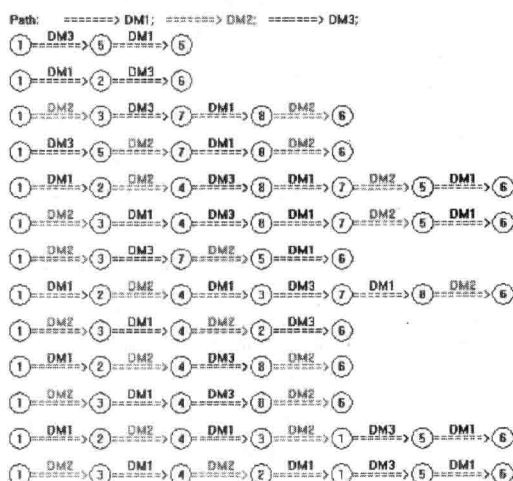 Path: ======> DM1; ======> DM2; ======> DM3;
DM3 DM1
1 ======> 5 ======> 6
DM1 DM3
1 ======> 2 ======> 6
DM2 DM3 DM1 DM2
1 ======> 3 ======> 7 ======> 8 ======> 6
DM3 DM2 DM1 DM2
1 ======> 5 ======> 7 ======> 8 ======> 6
DM1 DM2 DM3 DM1 DM2 DM1
1 ======> 2 ======> 4 ======> 8 ======> 7 ======> 5 ======> 6
DM2 DM1 DM3 DM1 DM2 DM1
1 ======> 3 ======> 4 ======> 8 ======> 7 ======> 5 ======> 6
DM2 DM3 DM2 DM1
1 ======> 3 ======> 7 ======> 5 ======> 6
DM1 DM2 DM1 DM3 DM1 DM2
1 ======> 2 ======> 4 ======> 3 ======> 7 ======> 8 ======> 6
DM2 DM1 DM2 DM3
1 ======> 3 ======> 4 ======> 2 ======> 6
DM1 DM2 DM3 DM2
1 ======> 2 ======> 4 ======> 8 ======> 6
DM2 DM1 DM3 DM2
1 ======> 3 ======> 4 ======> 8 ======> 6
DM1 DM2 DM1 DM2 DM3 DM1
1 ======> 2 ======> 4 ======> 3 ======> 1 ======> 5 ======> 6
DM2 DM1 DM2 DM1 DM3 DM1
1 ======> 3 ======> 4 ======> 2 ======> 1 ======> 5 ======> 6